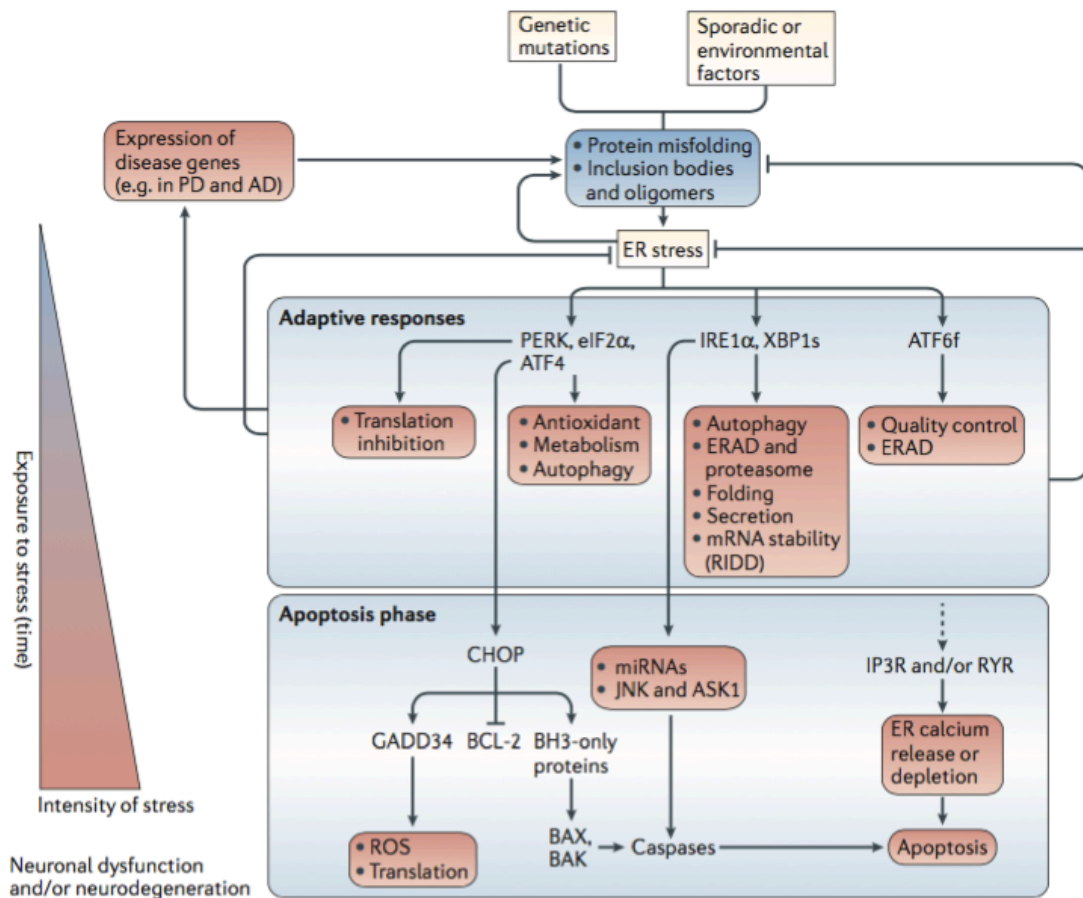 Genetic
mutations
Sporadic or
environmental
factors
Expression of
disease genes
(e.g. in PD and AD)
• Protein misfolding
• Inclusion bodies
and oligomers
ER stress
Adaptive responses
PERK, eIF2α,
ATF4
IRE1α, XBP1s
ATF6f
• Translation
inhibition
• Antioxidant
• Metabolism
• Autophagy
• Autophagy
• ERAD and
proteasome
• Folding
• Secretion
• mRNA stability
(RIDD)
• Quality control
• ERAD
Exposure to stress (time)
Intensity of stress
Apoptosis phase
CHOP
• miRNAs
• JNK and ASK1
IP3R and/or RYR
GADD34
BCL-2
BH3-only
proteins
ER calcium
release or
depletion
• ROS
• Translation
BAX,
BAK
Caspases
Apoptosis
Neuronal dysfunction
and/or neurodegeneration